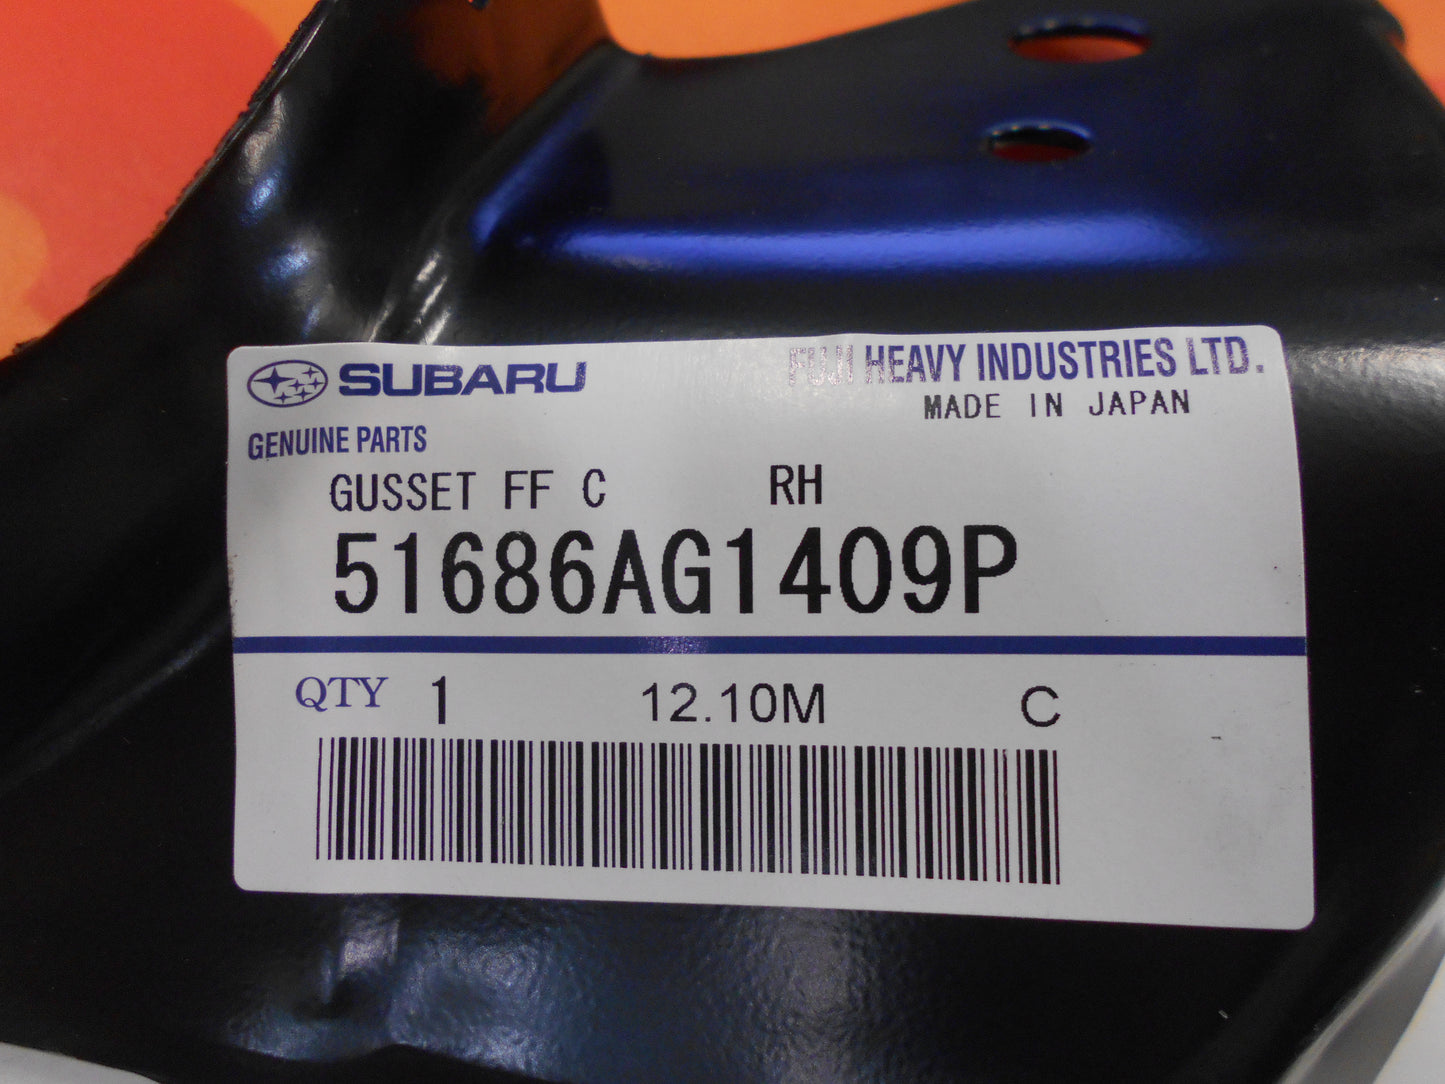 SUBARU
FUJI HEAVY INDUSTRIES LTD.
MADE IN JAPAN
GENUINE PARTS
GUSSET FF C RH
51686AG1409P
QTY 1 12.10M C